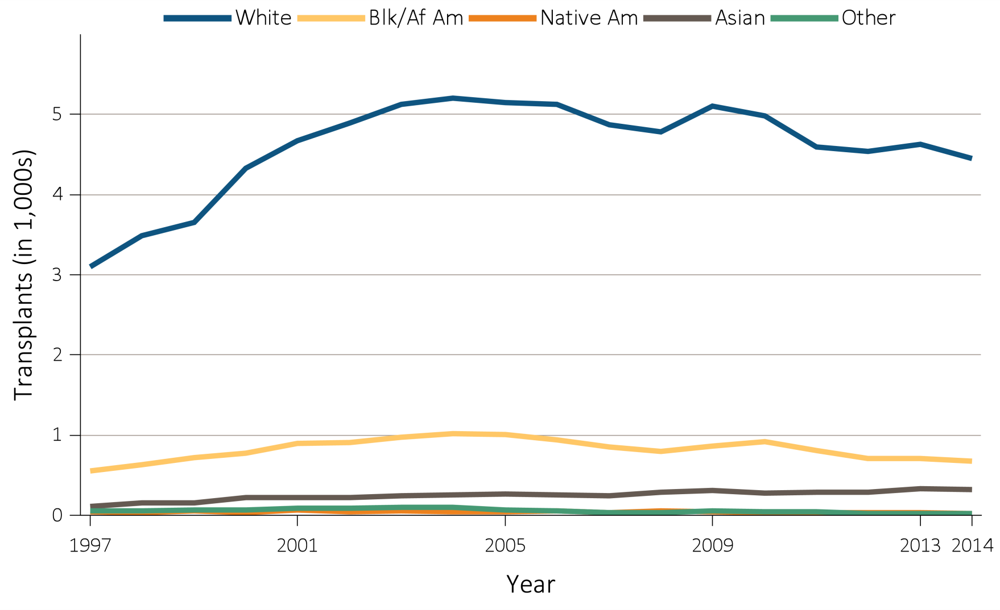 White Blk/Af Am Native Am Asian Other
Transplants (in 1,000s)
5
4
3
2
1
0
1997 2001 2005 2009 2013 2014
Year